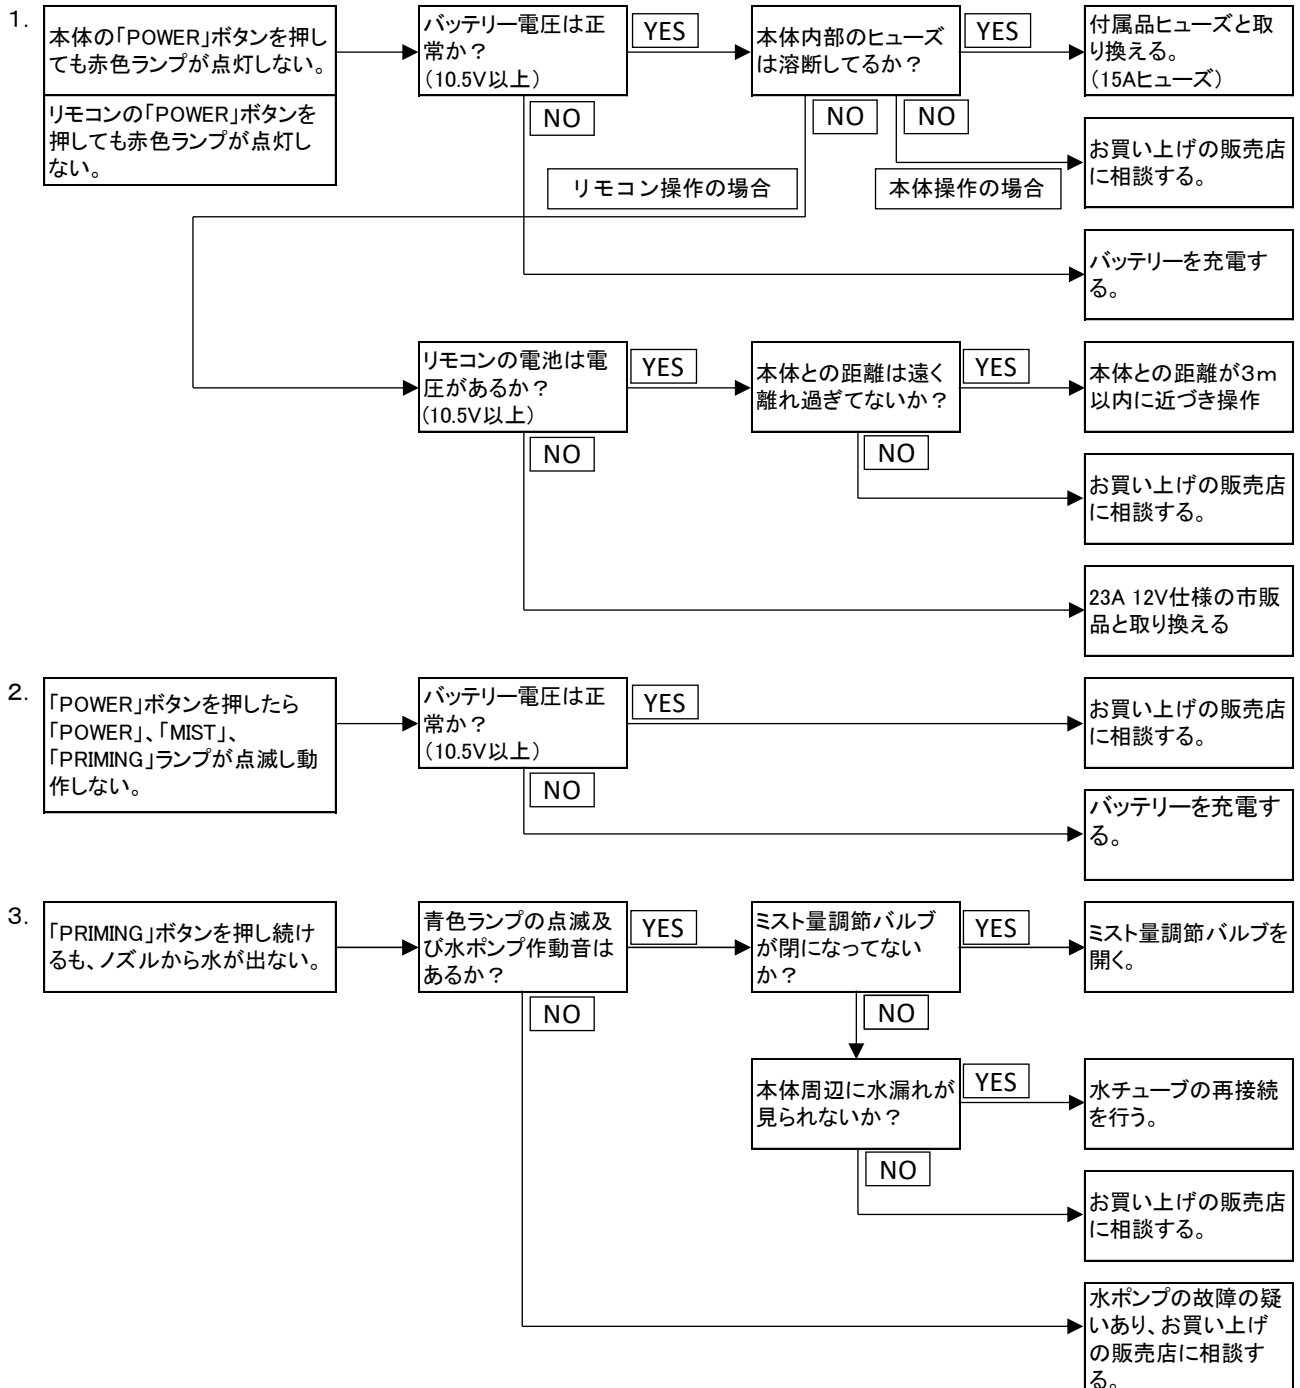 1.
本体の「POWER」ボタンを押し
ても赤色ランプが点灯しない。
リモコンの「POWER」ボタンを
押しても赤色ランプが点灯し
ない。
バッテリー電圧は正
常か？
(10.5V以上)
YES
NO
本体内部のヒューズ
は溶断してるか？
YES
NO
NO
付属品ヒューズと取
り換える。
(15Aヒューズ)
リモコン操作の場合
本体操作の場合
お買い上げの販売店
に相談する。
バッテリーを充電す
る。
リモコンの電池は電
圧があるか？
(10.5V以上)
YES
NO
本体との距離は遠く
離れ過ぎてないか？
YES
NO
本体との距離が3ｍ
以内に近づき操作
お買い上げの販売店
に相談する。
23A 12V仕様の市販
品と取り換える
2.
「POWER」ボタンを押したら
「POWER」、「MIST」、
「PRIMING」ランプが点滅し動
作しない。
バッテリー電圧は正
常か？
(10.5V以上)
YES
NO
お買い上げの販売店
に相談する。
バッテリーを充電す
る。
3.
「PRIMING」ボタンを押し続け
るも、ノズルから水が出ない。
青色ランプの点滅及
び水ポンプ作動音は
あるか？
YES
NO
ミスト量調節バルブ
が閉になってない
か？
YES
NO
ミスト量調節バルブを
開く。
本体周辺に水漏れが
見られないか？
YES
NO
水チューブの再接続
を行う。
お買い上げの販売店
に相談する。
水ポンプの故障の疑
いあり、お買い上げ
の販売店に相談す
る。